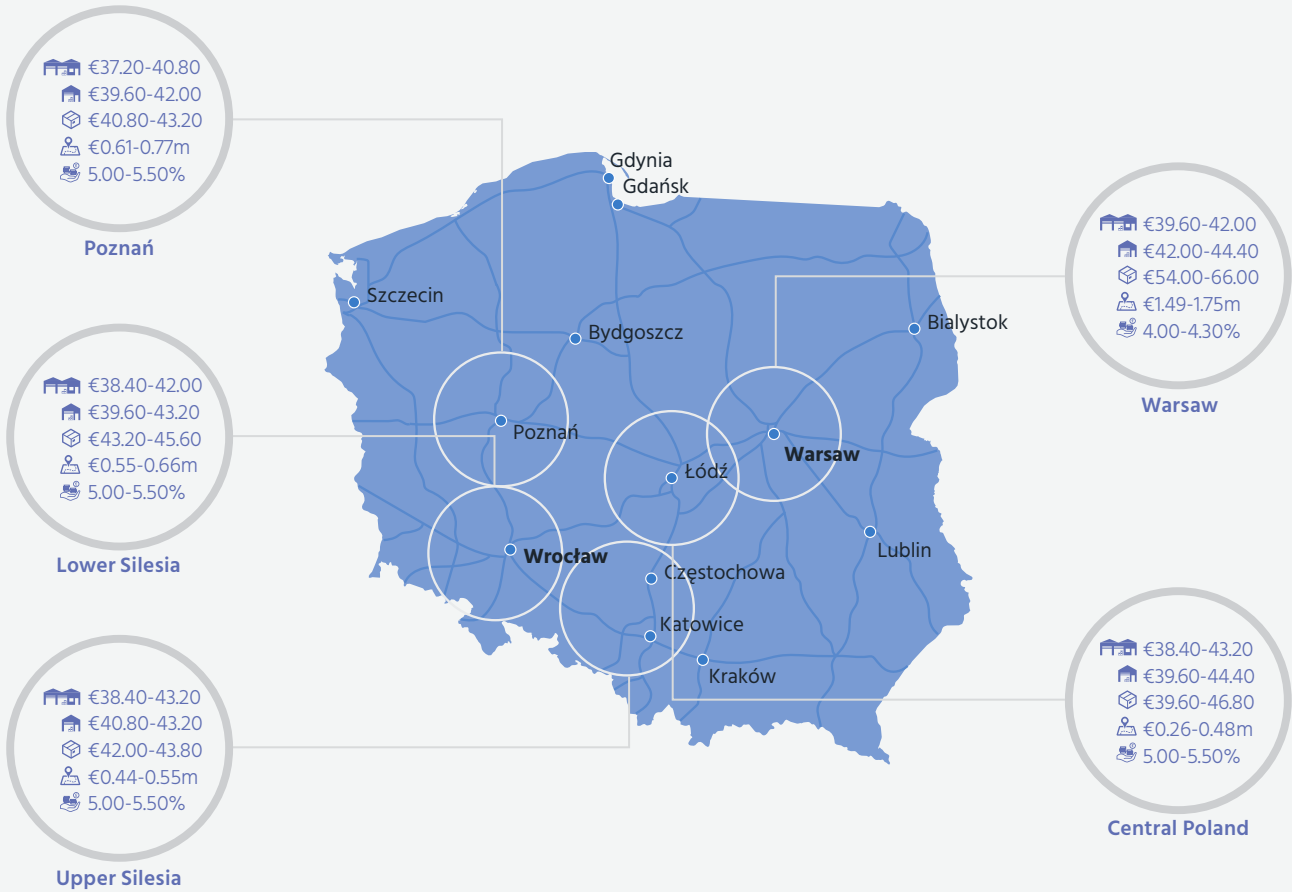 €37.20-40.80
€39.60-42.00
€40.80-43.20
€0.61-0.77m
5.00-5.50%
Poznań
€38.40-42.00
€39.60-43.20
€43.20-45.60
€0.55-0.66m
5.00-5.50%
Lower Silesia
€38.40-43.20
€40.80-43.20
€42.00-43.80
€0.44-0.55m
5.00-5.50%
Upper Silesia
Gdynia
Gdańsk
Szczecin
Bydgoszcz
Bialystok
Poznań
Warsaw
Łódź
Wrocław
Lublin
Częstochowa
Katowice
Kraków
€39.60-42.00
€42.00-44.40
€54.00-66.00
€1.49-1.75m
4.00-4.30%
Warsaw
€38.40-43.20
€39.60-44.40
€39.60-46.80
€0.26-0.48m
5.00-5.50%
Central Poland